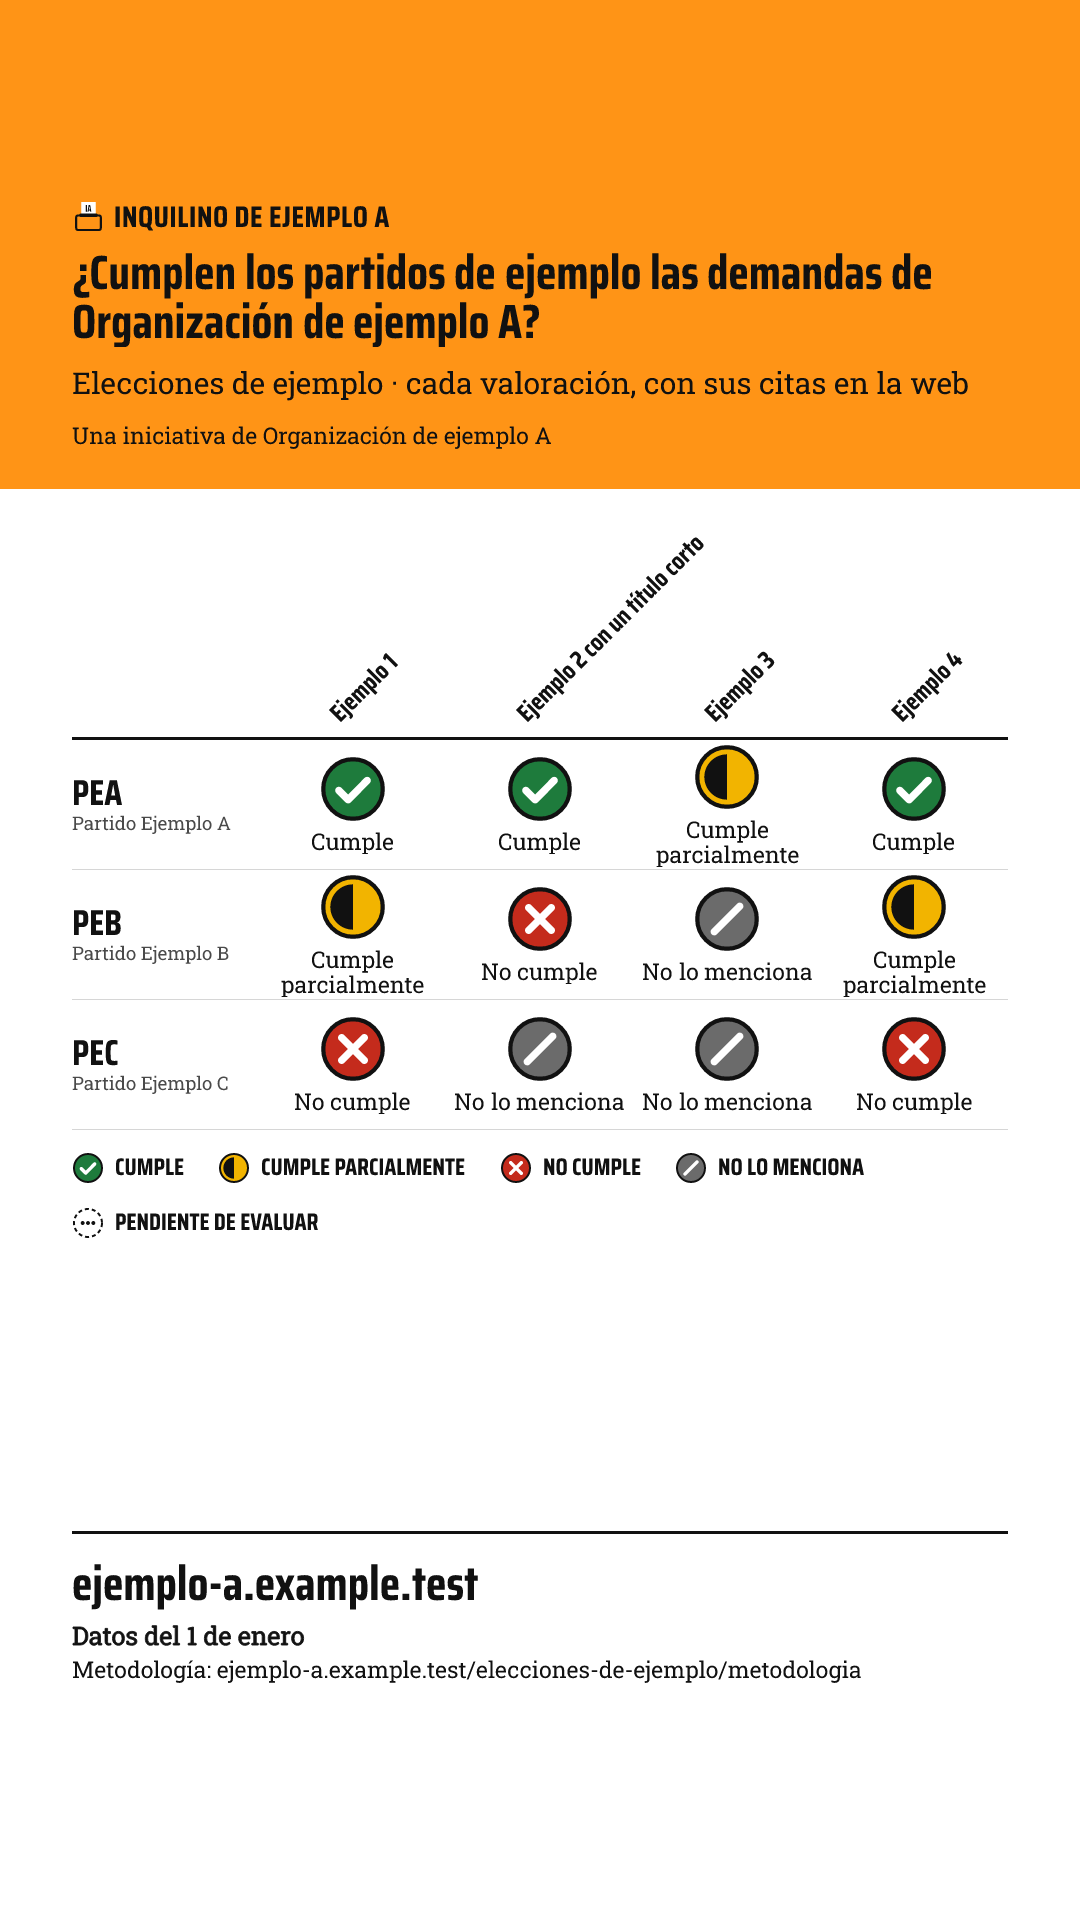 IA
INQUILINO DE EJEMPLO A
¿Cumplen los partidos de ejemplo las demandas de
Organización de ejemplo A?
Elecciones de ejemplo · cada valoración, con sus citas en la web
Una iniciativa de Organización de ejemplo A
Ejemplo 1
Ejemplo 2 con un título corto
Ejemplo 3
Ejemplo 4
PEA
Partido Ejemplo A
Cumple
Cumple
Cumple
parcialmente
Cumple
PEB
Partido Ejemplo B
Cumple
parcialmente
No cumple
No lo menciona
Cumple
parcialmente
PEC
Partido Ejemplo C
No cumple
No lo menciona
No lo menciona
No cumple
CUMPLE
CUMPLE PARCIALMENTE
NO CUMPLE
NO LO MENCIONA
PENDIENTE DE EVALUAR
ejemplo-a.example.test
Datos del 1 de enero
Metodología: ejemplo-a.example.test/elecciones-de-ejemplo/metodologia